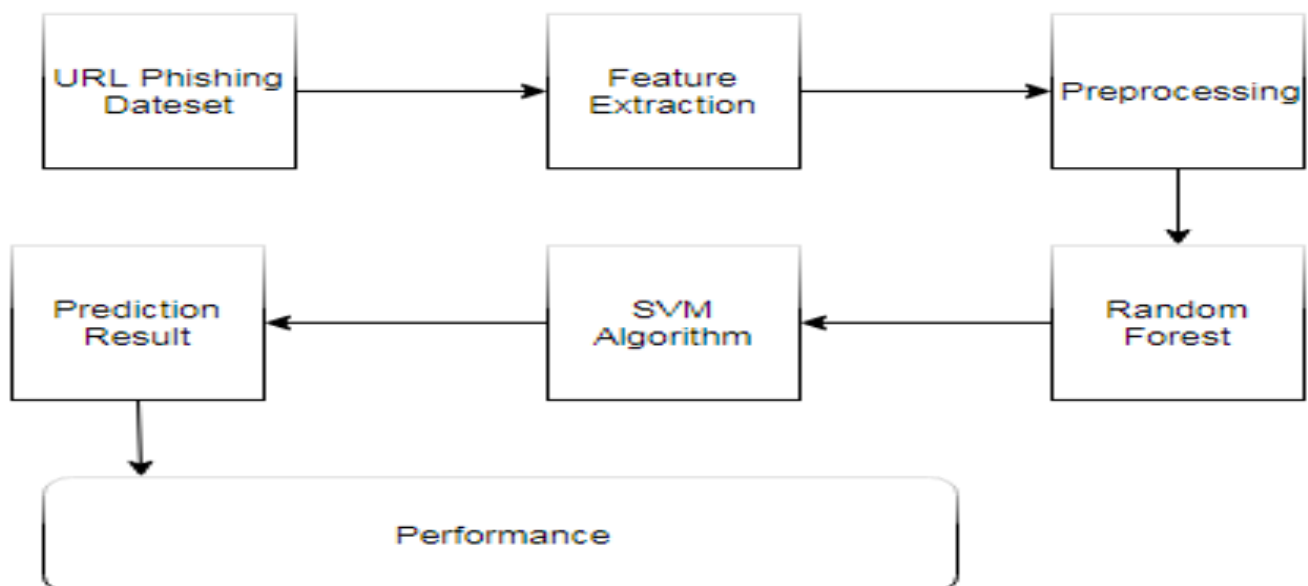 URL Phishing
Dateset
Feature
Extraction
Preprocessing
Random
Forest
SVM
Algorithm
Prediction
Result
Performance